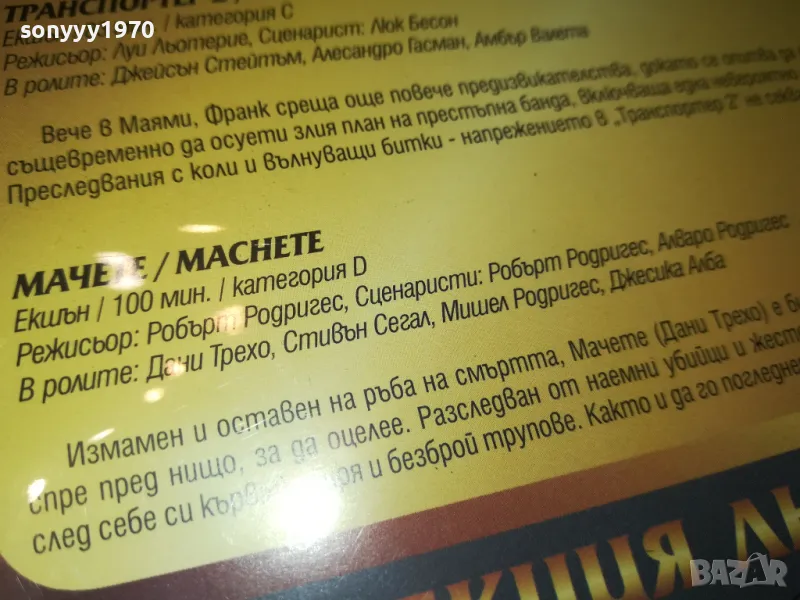 sonyyy1970
ТРАНСПОРТЕР 2 /
/ категория C
Режисьор: Луи Льотерие, Сценарист: Люк Бесон
В ролите: Джейсън Стейтъм, Алесандро Гасман, Амбър Валета
Вече в Маями, Франк среща още повече предизвикателства, докато се опитва да
същевременно да осуети злия план на престъпна банда, включваща една невероятно
Преследвания с коли и вълнуващи битки - напрежението в „Транспортер 2" не секва
МАЧЕТЕ / MACHETE
Екшън / 100 мин. / категория D
Режисьор: Робърт Родригес, Сценаристи: Робърт Родригес, Алваро Родригес
В ролите: Дани Трехо, Стивън Сегал, Мишел Родригес, Джесика Алба
Измамен и оставен на ръба на смъртта, Мачете (Дани Трехо) е
спре пред нищо, за да оцелее. Разследван от наемни убийци и жест
след себе си и безброй трупове. Както и да го погледне
BAZAR